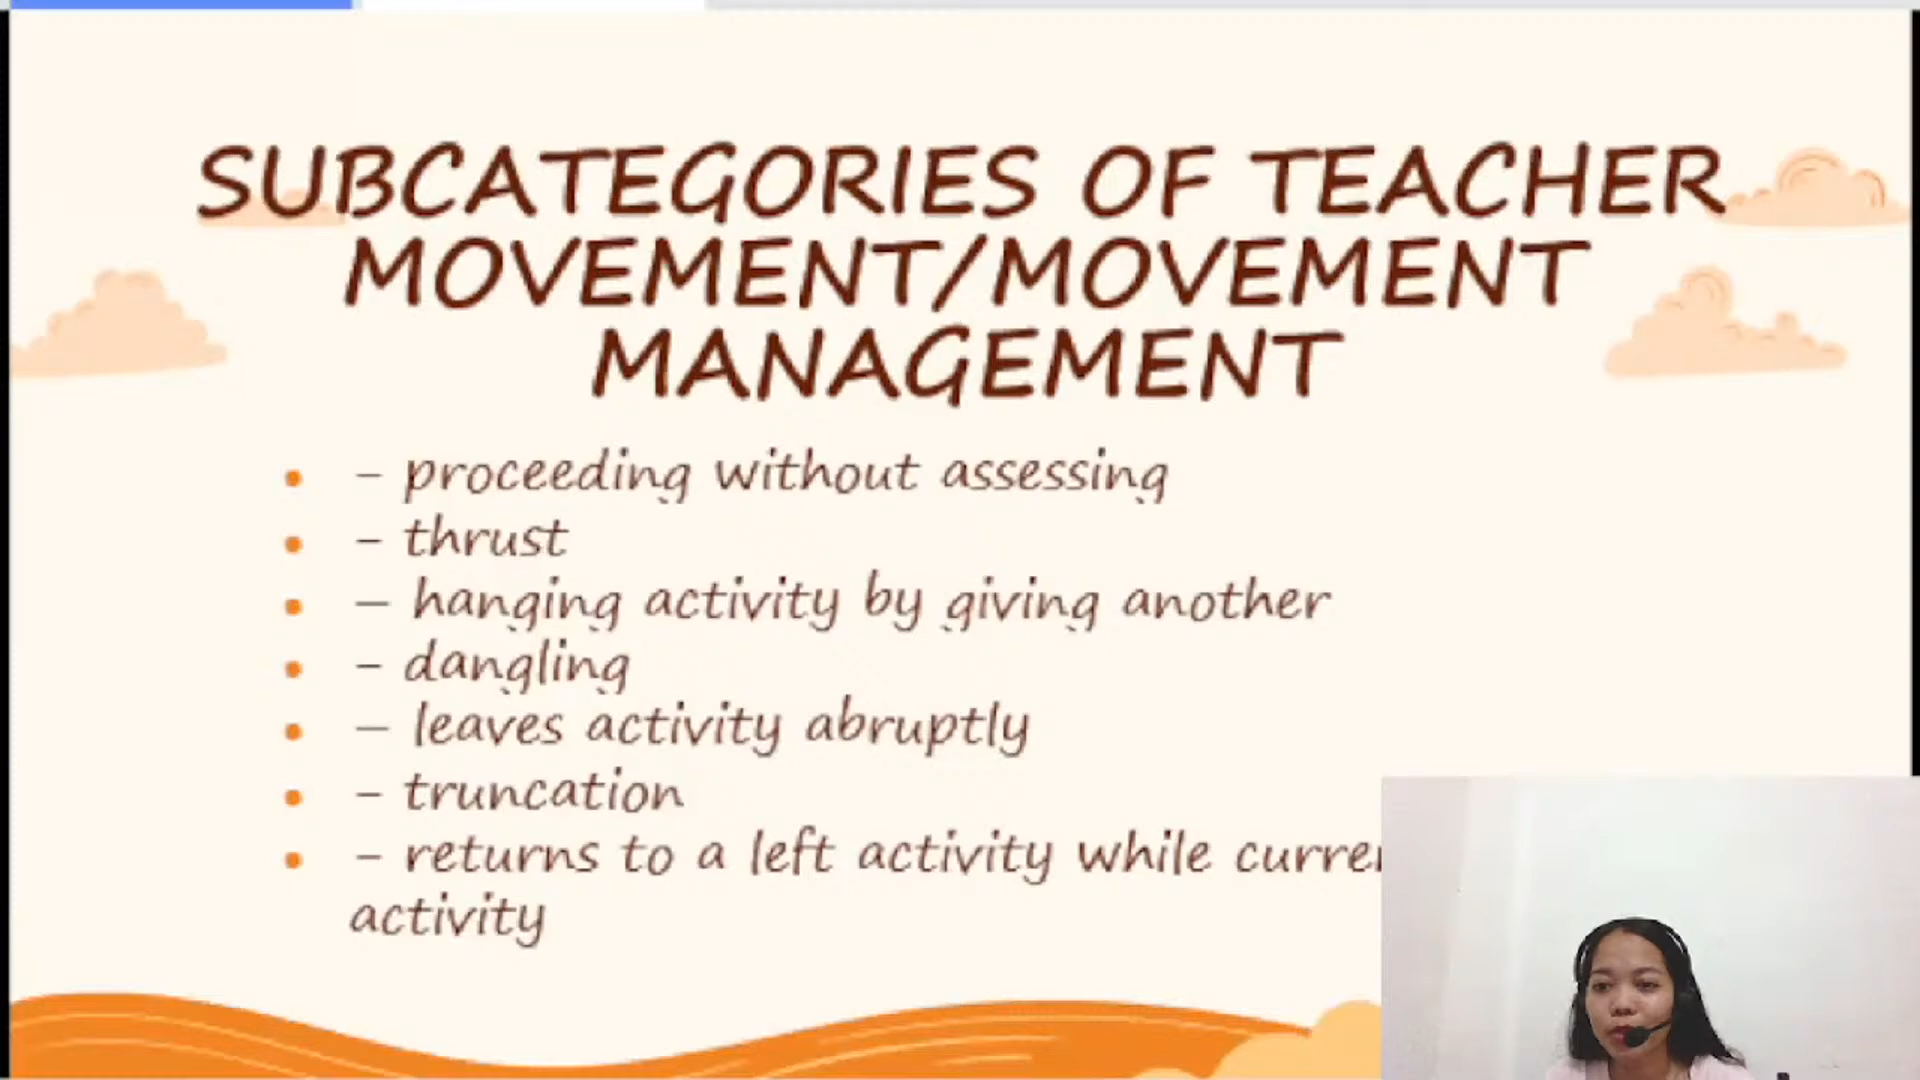 SUBCATEGORIES OF TEACHER
MOVEMENT/MOVEMENT
MANAGEMENT
• – proceeding without assessing
• – thrust
• – hanging activity by giving another
• – dangling
• – leaves activity abruptly
• – truncation
• – returns to a left activity while
activity